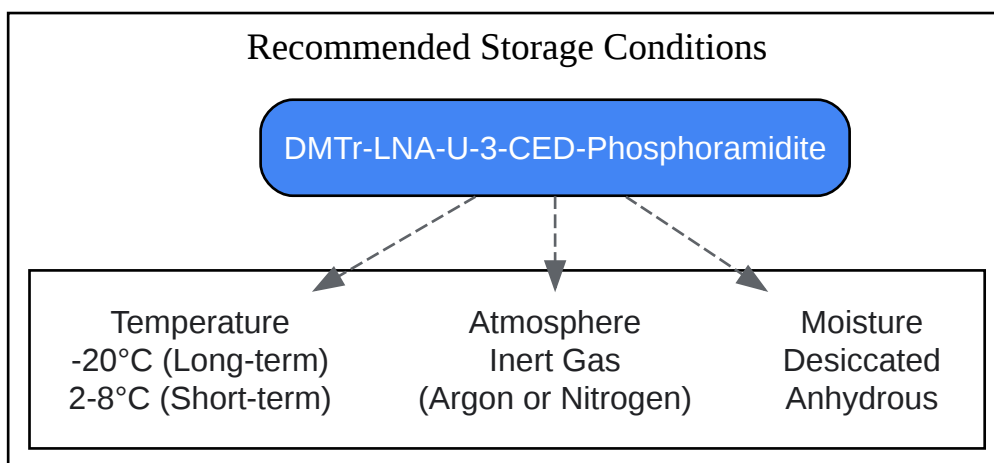 Recommended Storage Conditions
DMTr-LNA-U-3-CED-Phosphoramidite
Temperature
-20°C (Long-term)
2-8°C (Short-term)
Atmosphere
Inert Gas
(Argon or Nitrogen)
Moisture
Desiccated
Anhydrous